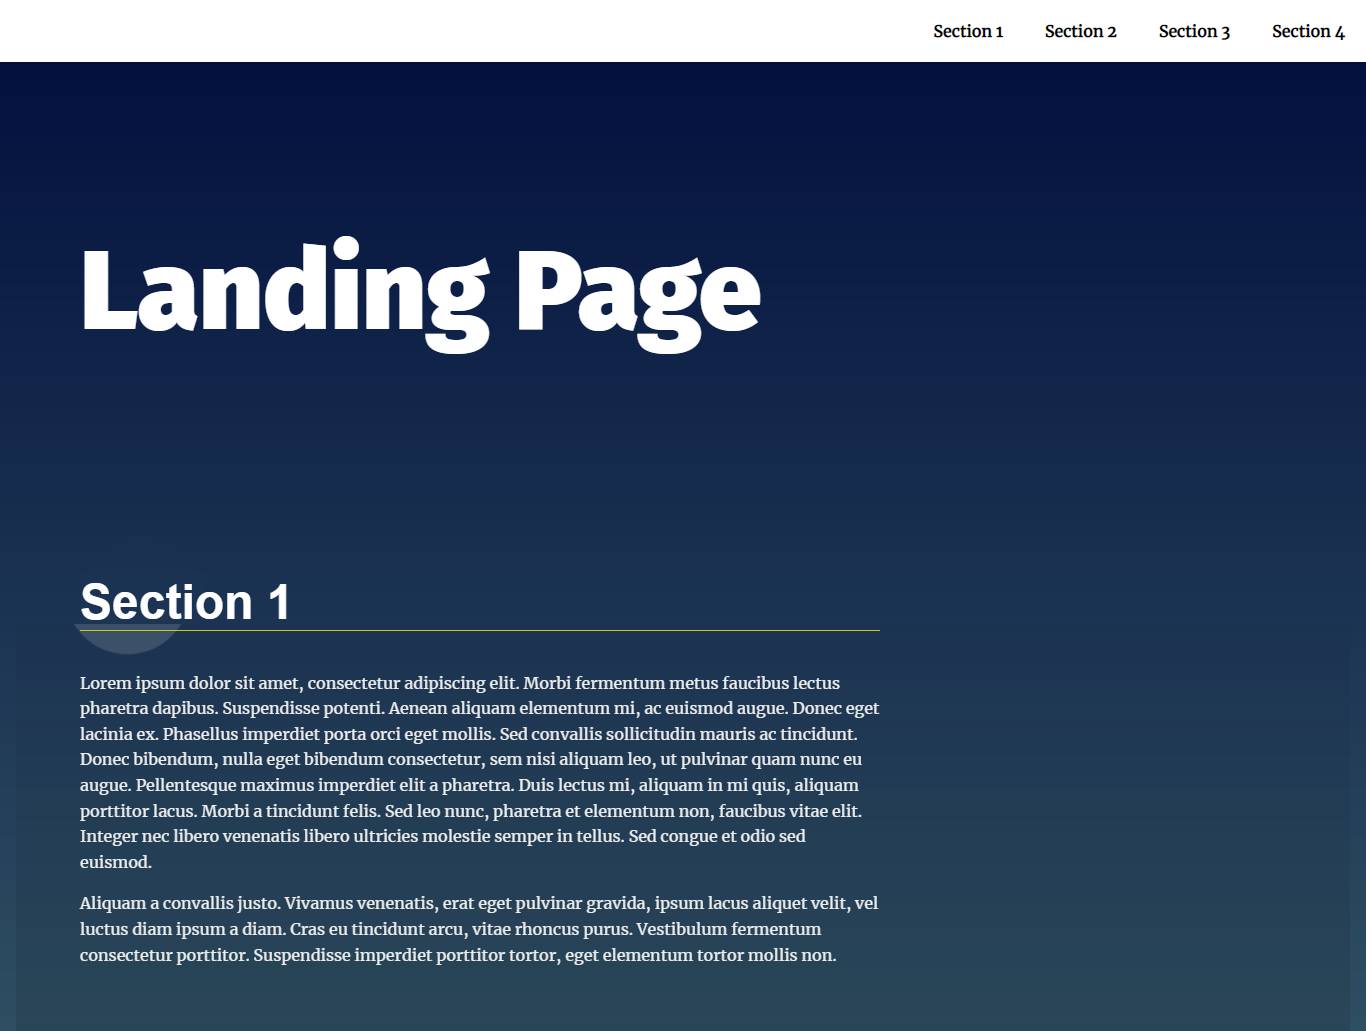 Section 1 Section 2 Section 3 Section 4
Landing Page
Section 1
Lorem ipsum dolor sit amet, consectetur adipiscing elit. Morbi fermentum metus faucibus lectus
pharetra dapibus. Suspendisse potenti. Aenean aliquam elementum mi, ac euismod augue. Donec eget
lacinia ex. Phasellus imperdiet porta orci eget mollis. Sed convallis sollicitudin mauris ac tincidunt.
Donec bibendum, nulla eget bibendum consectetur, sem nisi aliquam leo, ut pulvinar quam nunc eu
augue. Pellentesque maximus imperdiet elit a pharetra. Duis lectus mi, aliquam in mi quis, aliquam
porttitor lacus. Morbi a tincidunt felis. Sed leo nunc, pharetra et elementum non, faucibus vitae elit.
Integer nec libero venenatis libero ultricies molestie semper in tellus. Sed congue et odio sed
euismod.
Aliquam a convallis justo. Vivamus venenatis, erat eget pulvinar gravida, ipsum lacus aliquet velit, vel
luctus diam ipsum a diam. Cras eu tincidunt arcu, vitae rhoncus purus. Vestibulum fermentum
consectetur porttitor. Suspendisse imperdiet porttitor tortor, eget elementum tortor mollis non.